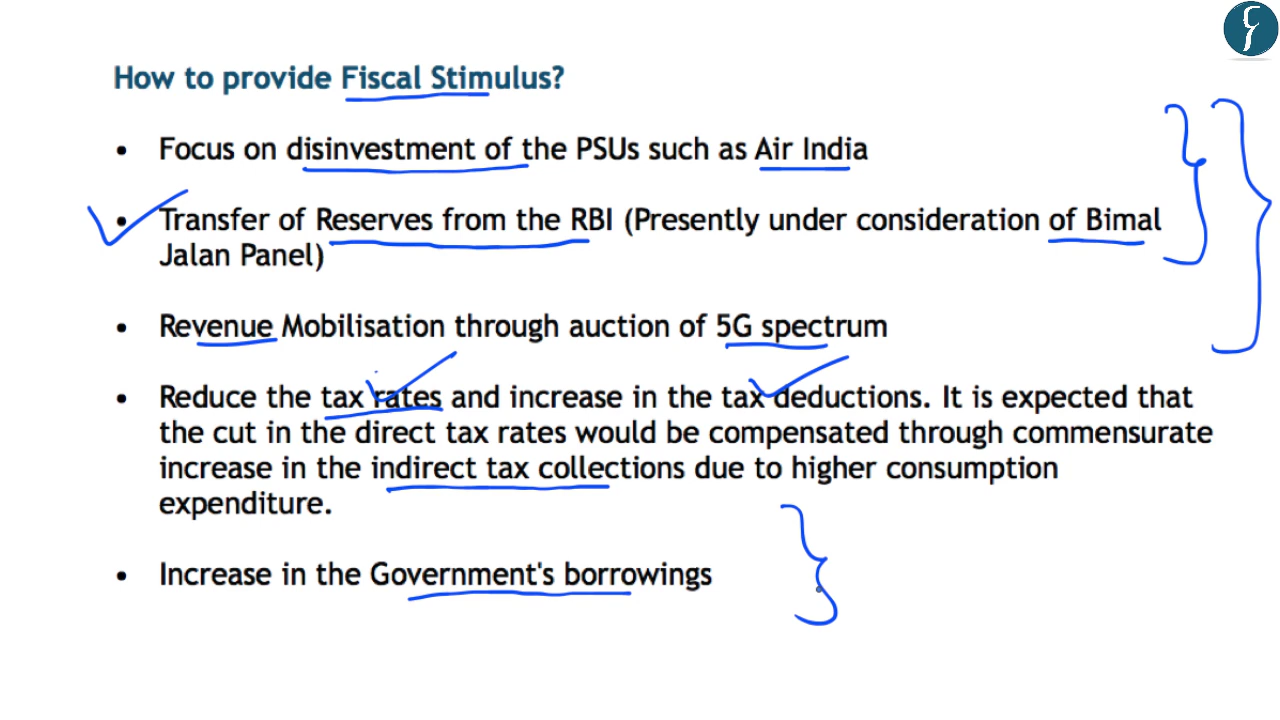 How to provide Fiscal Stimulus?
• Focus on disinvestment of the PSUs such as Air India
• Transfer of Reserves from the RBI (Presently under consideration of Bimal
Jalan Panel)
• Revenue Mobilisation through auction of 5G spectrum
• Reduce the tax rates and increase in the tax deductions. It is expected that
the cut in the direct tax rates would be compensated through commensurate
increase in the indirect tax collections due to higher consumption
expenditure.
• Increase in the Government's borrowings